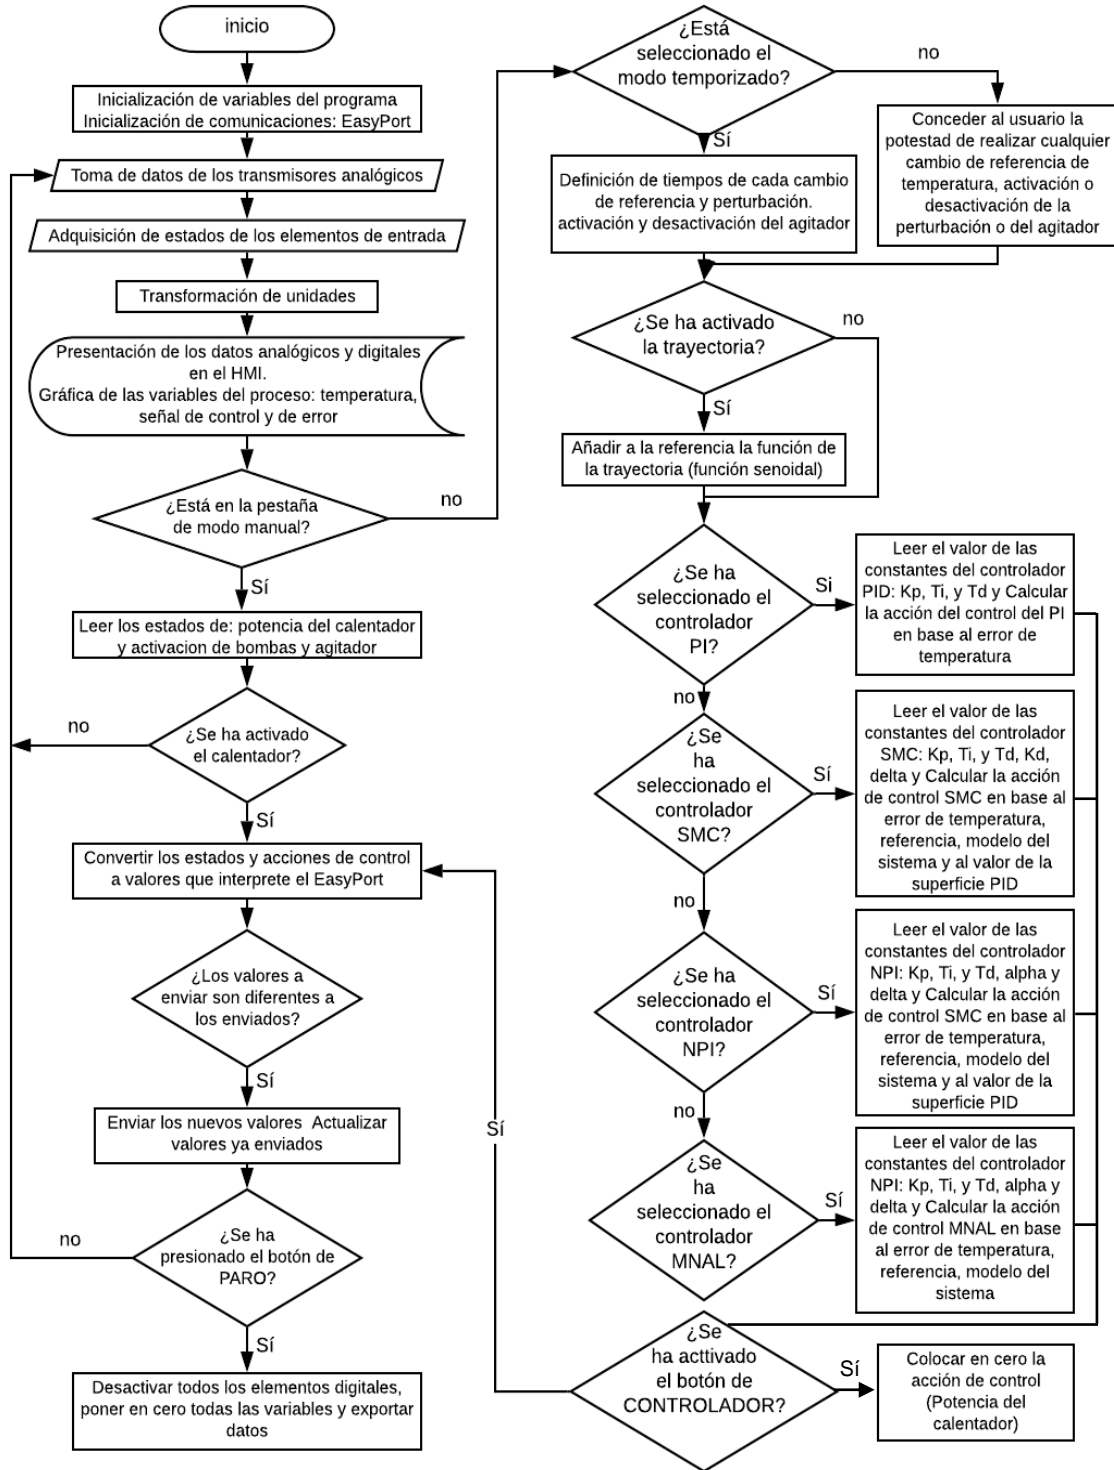 inicio
Inicialización de variables del programa
Inicialización de comunicaciones: EasyPort
Toma de datos de los transmisores analógicos
Adquisición de estados de los elementos de entrada
Transformación de unidades
Presentación de los datos analógicos y digitales
en el HMI.
Gráfica de las variables del proceso: temperatura,
señal de control y de error
¿Está en la pestaña
de modo manual?
no
Sí
Leer los estados de: potencia del calentador
y activacion de bombas y agitador
¿Se ha activado
el calentador?
no
Sí
Convertir los estados y acciones de control
a valores que interprete el EasyPort
¿Los valores a
enviar son diferentes a
los enviados?
Sí
Enviar los nuevos valores Actualizar
valores ya enviados
¿Se ha
presionado el botón de
PARO?
no
Sí
Desactivar todos los elementos digitales,
poner en cero todas las variables y exportar
datos
¿Está
seleccionado el
modo temporizado?
no
Sí
Conceder al usuario la
potestad de realizar cualquier
cambio de referencia de
temperatura, activación o
desactivación de la
perturbación o del agitador
Definición de tiempos de cada cambio
de referencia y perturbación.
activación y desactivación del agitador
¿Se ha activado
la trayectoria?
no
Sí
Añadir a la referencia la función de
la trayectoria (función senoidal)
¿Se ha
seleccionado el
controlador
PI?
Si
no
Leer el valor de las
constantes del controlador
PID: Kp, Ti, y Td y Calcular
la acción del control del PI
en base al error de
temperatura
¿Se
ha
seleccionado el
controlador
SMC?
Sí
no
Leer el valor de las
constantes del controlador
SMC: Kp, Ti, y Td, Kd,
delta y Calcular la acción
de control SMC en base al
error de temperatura,
referencia, modelo del
sistema y al valor de la
superficie PID
¿Se ha
seleccionado el
controlador
NPI?
Sí
no
Leer el valor de las
constantes del controlador
NPI: Kp, Ti, y Td, alpha y
delta y Calcular la acción
de control SMC en base al
error de temperatura,
referencia, modelo del
sistema y al valor de la
superficie PID
¿Se
ha
seleccionado el
controlador
MNAL?
Sí
Leer el valor de las
constantes del controlador
NPI: Kp, Ti, y Td, alpha y
delta y Calcular la acción
de control MNAL en base
al error de temperatura,
referencia, modelo del
sistema
¿Se
ha acttivado
el botón de
CONTROLADOR?
Sí
Sí
Colocar en cero la
acción de control
(Potencia del
calentador)